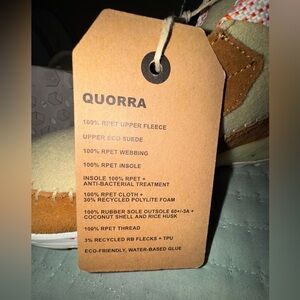 QUORRA
100% RPET UPPER FLEECE
UPPER ECO SUEDE
100% RPET WEBBING
100% RPET INSOLE
INSOLE 100% RPET +
ANTI-BACTERIAL TREATMENT
100% RPET CLOTH +
30% RECYCLED POLYLITE FOAM
100% RUBBER SOLE OUTSOLE 60+/-3A +
COCONUT SHELL AND RICE HUSK
100% RPET THREAD
3% RECYCLED RB FLECKS + TPU
ECO-FRIENDLY, WATER-BASED GLUE